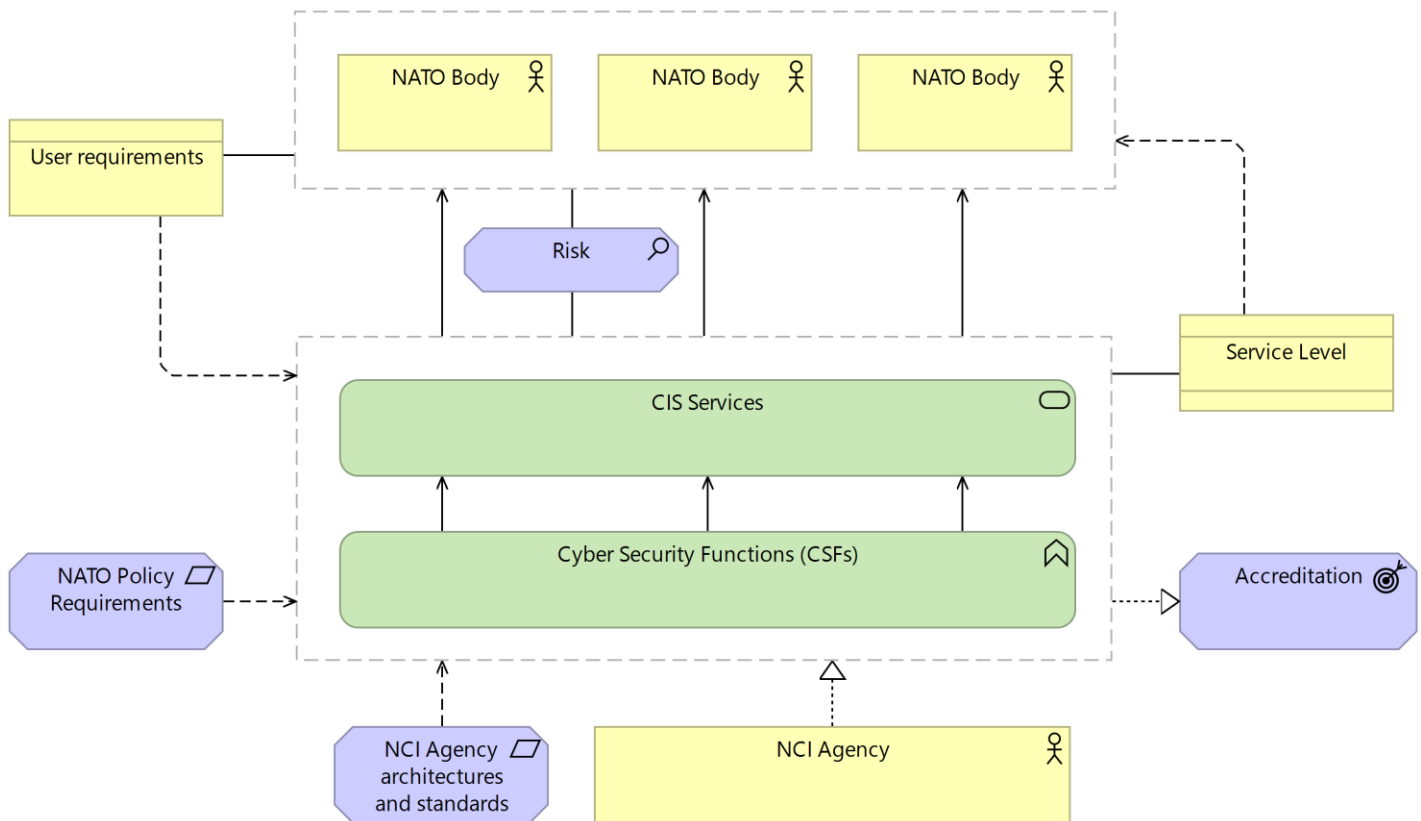 NATO Body
NATO Body
NATO Body
User requirements
Risk
Service Level
CIS Services
Cyber Security Functions (CSFs)
NATO Policy
Requirements
Accreditation
NCI Agency
architectures
and standards
NCI Agency